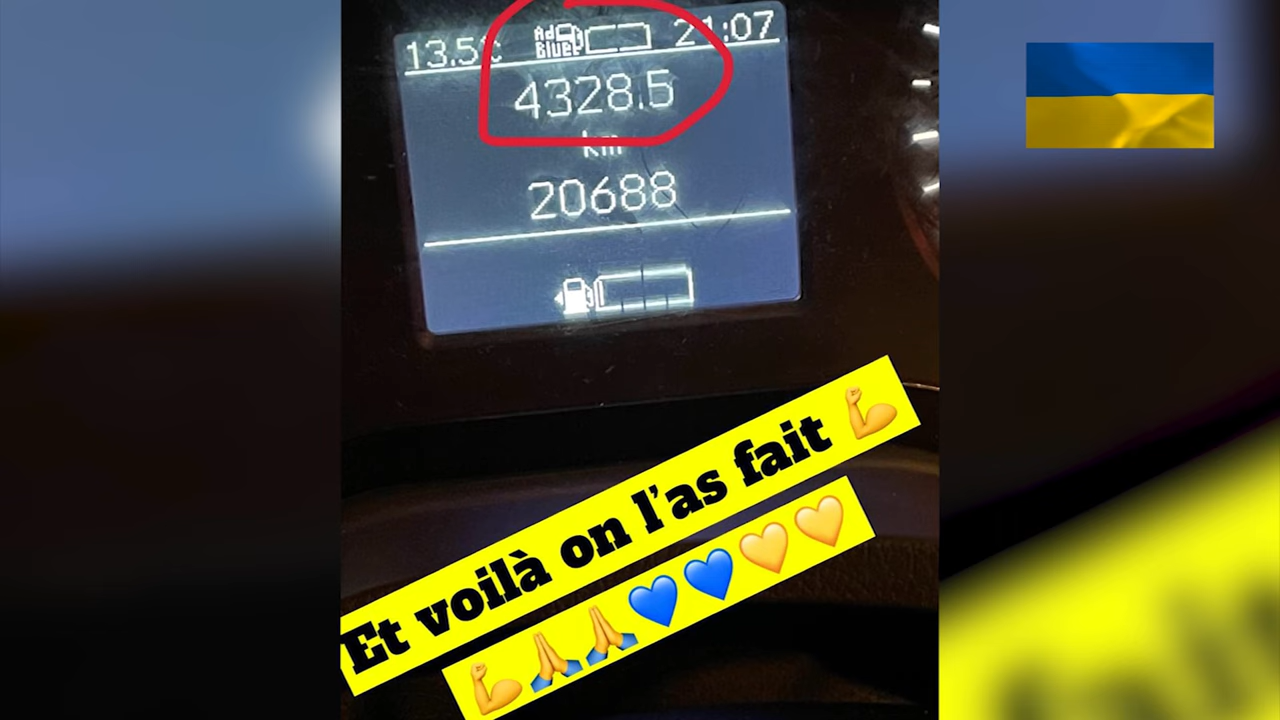 13.5°C Ad Blue 21:07
4328.5
km
20688
Et voilà on l'as fait 💪
💪🙏🙏💙💙💛💛